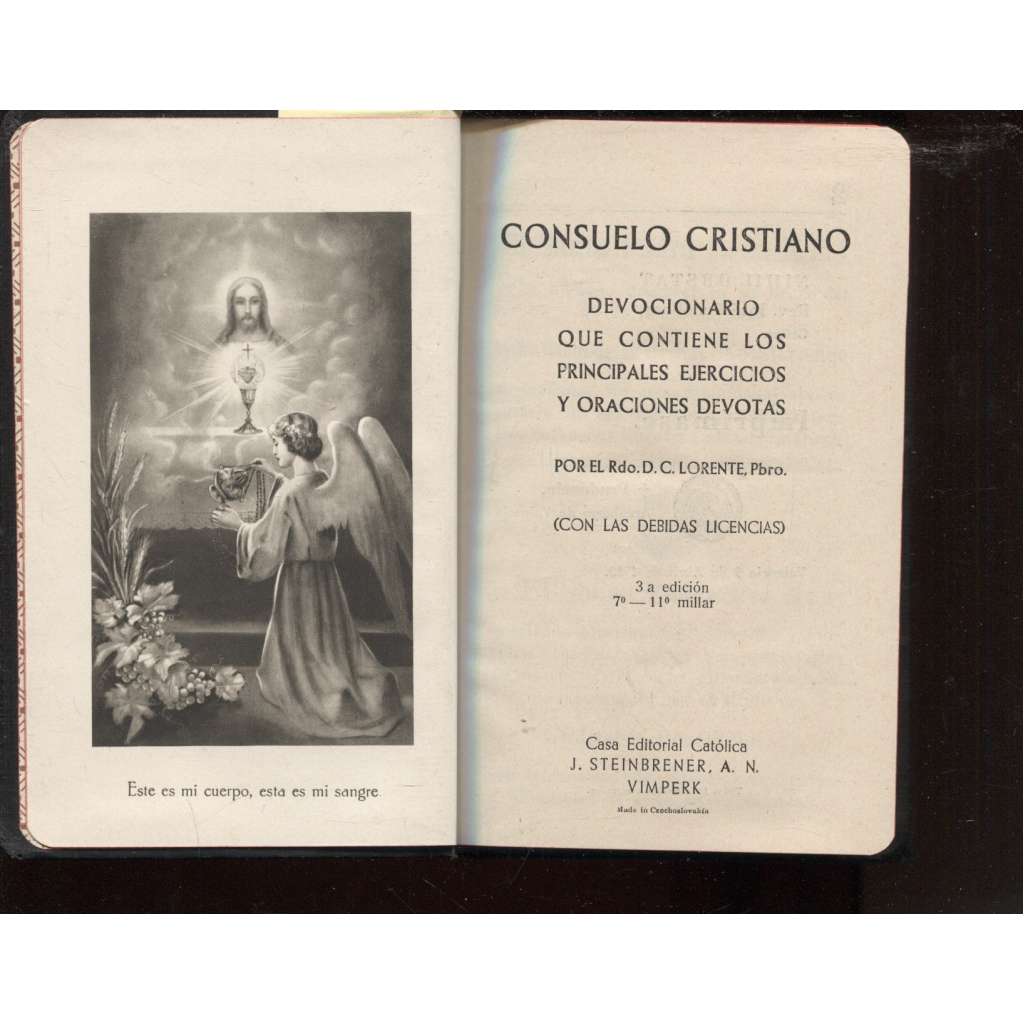 Este es mi cuerpo, esta es mi sangre.
CONSUELO CRISTIANO
DEVOCIONARIO
QUE CONTIENE LOS
PRINCIPALES EJERCICIOS
Y ORACIONES DEVOTAS
POR EL Rdo. D. C. LORENTE, Pbro.
(CON LAS DEBIDAS LICENCIAS)
3 a edición
7º — 11º millar
Casa Editorial Católica
J. STEINBRENER, A. N.
VIMPERK
Made in Czechoslovakia